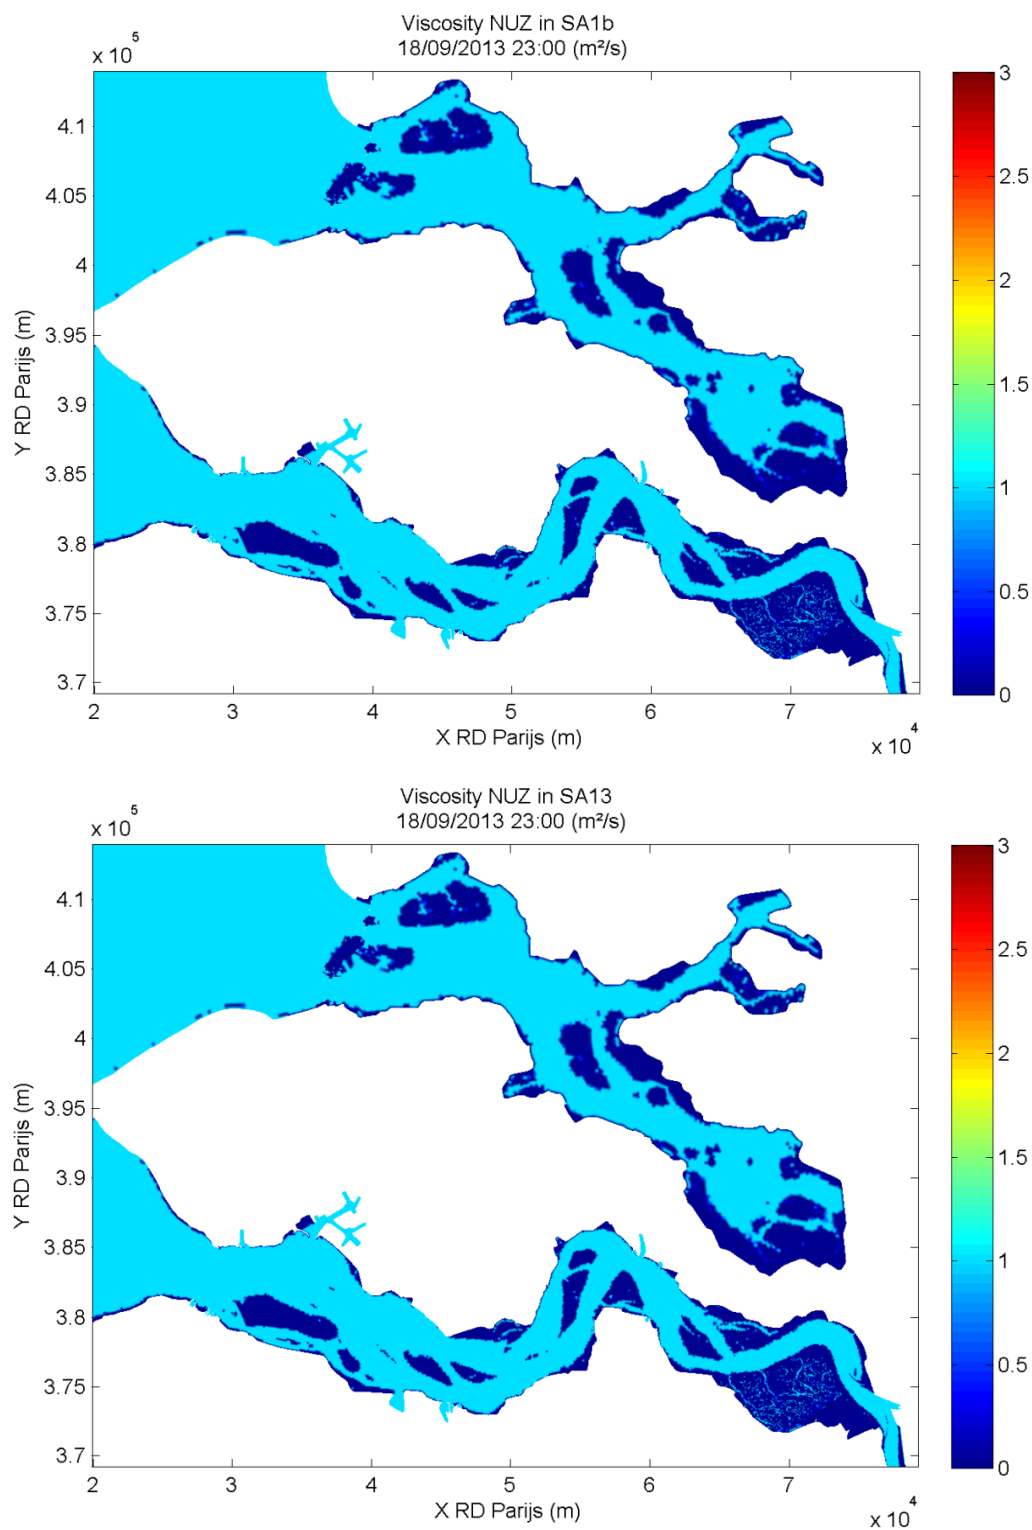 Viscosity NUZ in SA1b
18/09/2013 23:00 (m²/s)
x 10^5
4.1
4.05
4
3.95
3.9
3.85
3.8
3.75
3.7
Y RD Parijs (m)
2 3 4 5 6 7
X RD Parijs (m)
x 10^4
3
2.5
2
1.5
1
0.5
0
Viscosity NUZ in SA13
18/09/2013 23:00 (m²/s)
x 10^5
4.1
4.05
4
3.95
3.9
3.85
3.8
3.75
3.7
Y RD Parijs (m)
2 3 4 5 6 7
X RD Parijs (m)
x 10^4
3
2.5
2
1.5
1
0.5
0